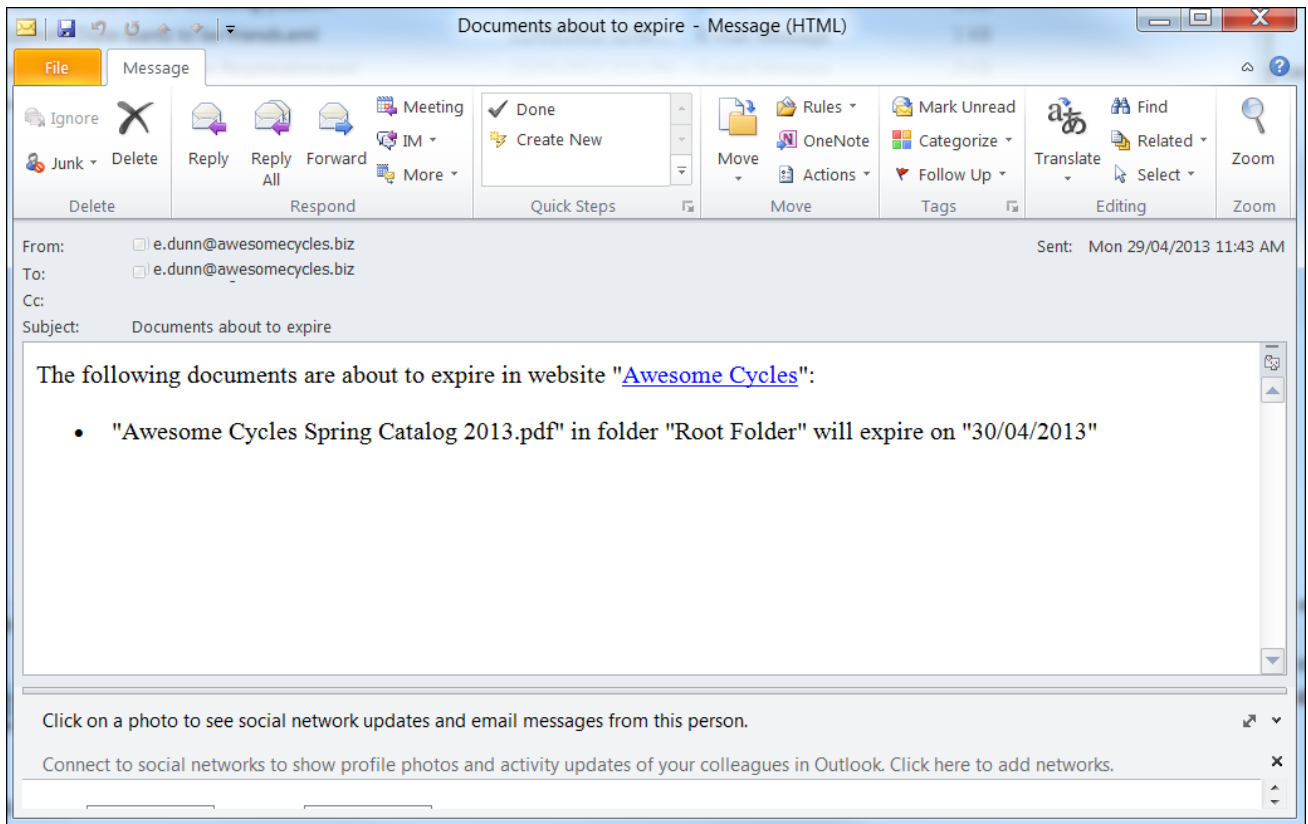 Documents about to expire - Message (HTML)
File Message
Ignore
Junk
Delete
Reply
Reply All
Forward
Meeting
IM
More
Done
Create New
Move
Rules
OneNote
Actions
Mark Unread
Categorize
Follow Up
Translate
Find
Related
Select
Zoom
Delete Respond Quick Steps Move Tags Editing Zoom
From: e.dunn@awesomecycles.biz Sent: Mon 29/04/2013 11:43 AM
To: e.dunn@awesomecycles.biz
Cc:
Subject: Documents about to expire
The following documents are about to expire in website "Awesome Cycles":
• "Awesome Cycles Spring Catalog 2013.pdf" in folder "Root Folder" will expire on "30/04/2013"
Click on a photo to see social network updates and email messages from this person.
Connect to social networks to show profile photos and activity updates of your colleagues in Outlook. Click here to add networks.